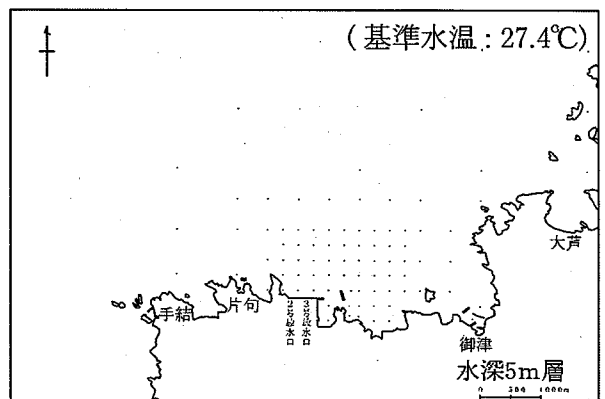 (基準水温：27.4℃)
大芦
手結
片句
2号放水口
3号放水口
御津
水深5m層
0 500 1000m